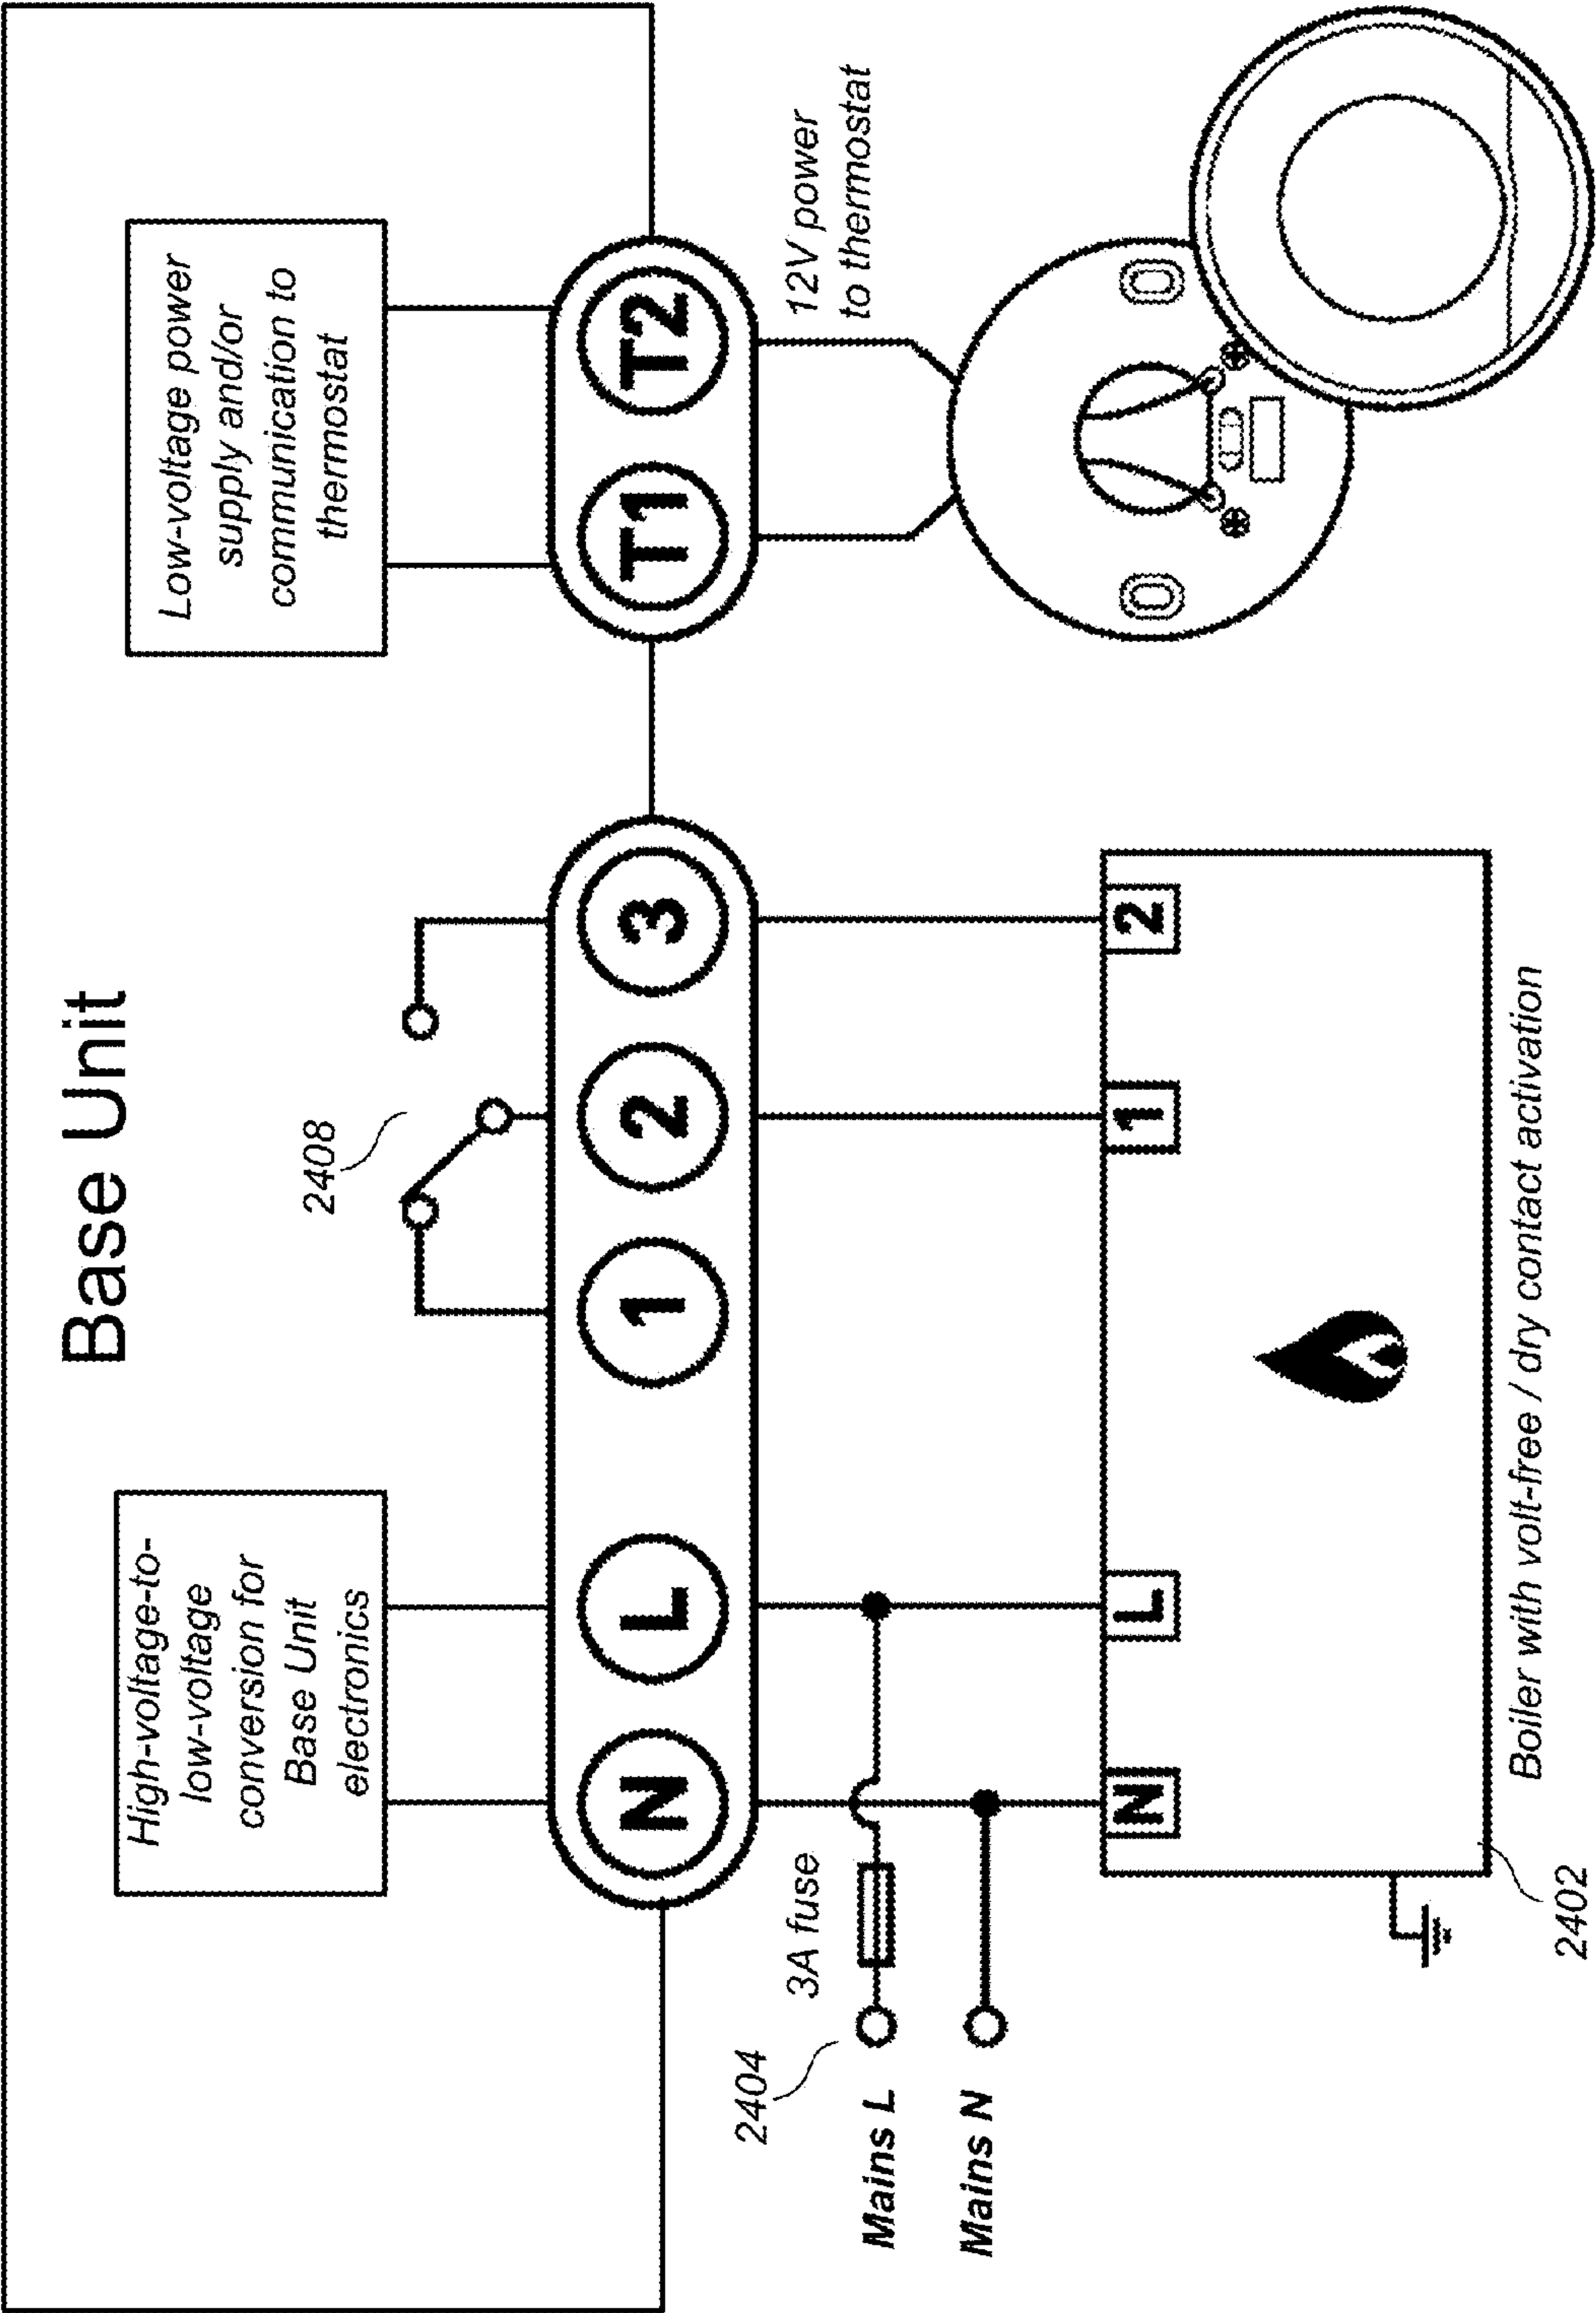 Base Unit
High-voltage-to-
low-voltage
conversion for
Base Unit
electronics
2408
Low-voltage power
supply and/or
communication to
thermostat
N
L
1
2
3
T1
T2
2404
3A fuse
Mains L
Mains N
12V power
to thermostat
N
L
1
2
2402
Boiler with volt-free / dry contact activation